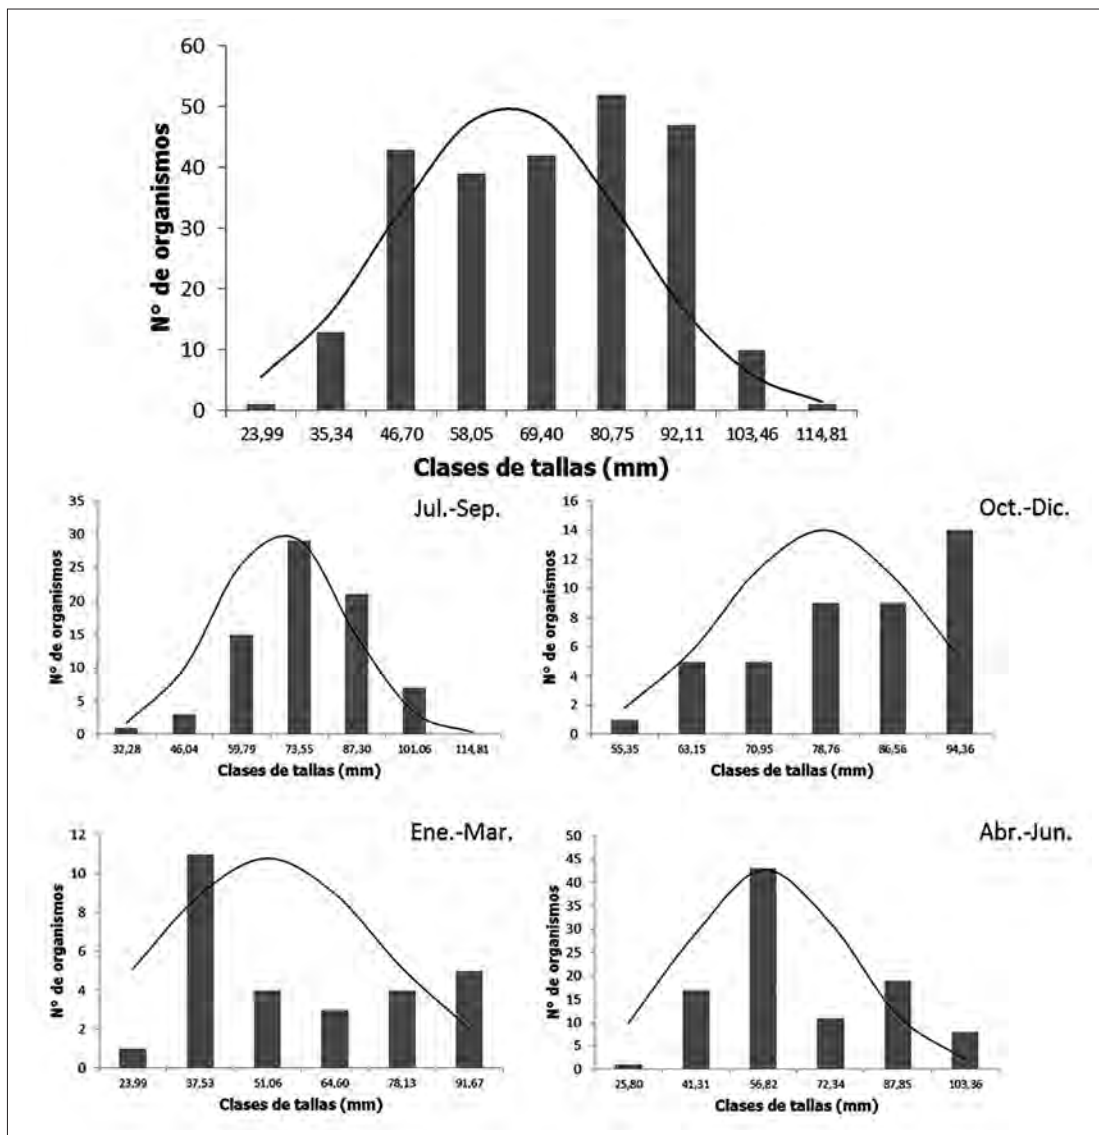 60
50
40
30
20
10
0
N° de organismos
23,99 35,34 46,70 58,05 69,40 80,75 92,11 103,46 114,81
Clases de tallas (mm)
Jul.-Sep.
35
30
25
20
15
10
5
0
N° de organismos
32,28 46,04 59,79 73,55 87,30 101,06 114,81
Clases de tallas (mm)
Oct.-Dic.
16
14
12
10
8
6
4
2
0
N° de organismos
55,35 63,15 70,95 78,76 86,56 94,36
Clases de tallas (mm)
Ene.-Mar.
12
10
8
6
4
2
0
N° de organismos
23,99 37,53 51,06 64,60 78,13 91,67
Clases de tallas (mm)
Abr.-Jun.
50
45
40
35
30
25
20
15
10
5
0
N° de organismos
25,80 41,31 56,82 72,34 87,85 103,36
Clases de tallas (mm)